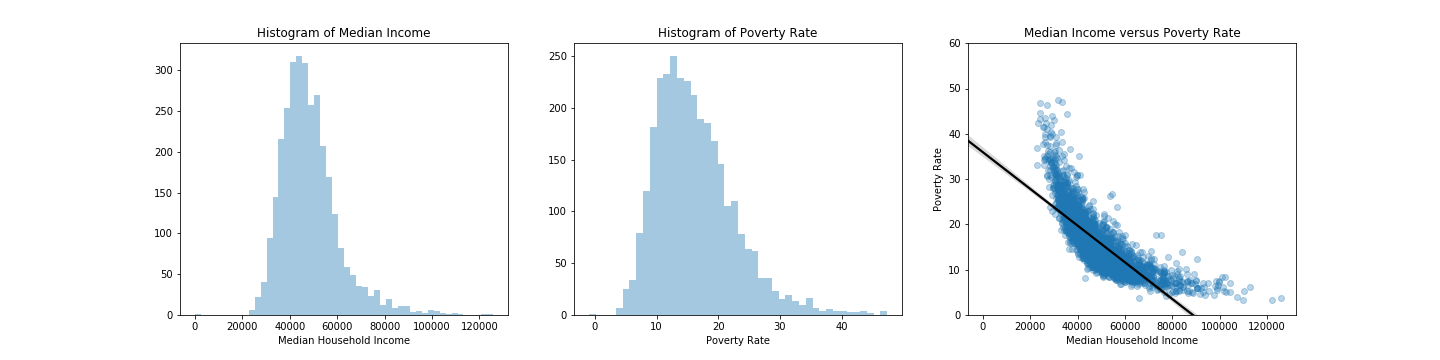 Histogram of Median Income
300
250
200
150
100
50
0
0 20000 40000 60000 80000 100000 120000
Median Household Income
Histogram of Poverty Rate
250
200
150
100
50
0
0 10 20 30 40
Poverty Rate
Median Income versus Poverty Rate
Poverty Rate
60
50
40
30
20
10
0
0 20000 40000 60000 80000 100000 120000
Median Household Income